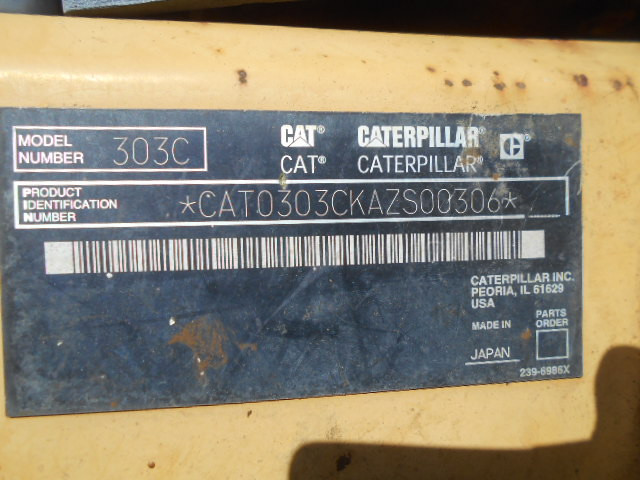 MODEL NUMBER 303C
CAT® CATERPILLAR® C®
CAT® CATERPILLAR®
PRODUCT IDENTIFICATION NUMBER *CAT0303CKAZS00306*
CATERPILLAR INC.
PEORIA, IL 61629
USA
MADE IN PARTS ORDER
JAPAN
239-6986X